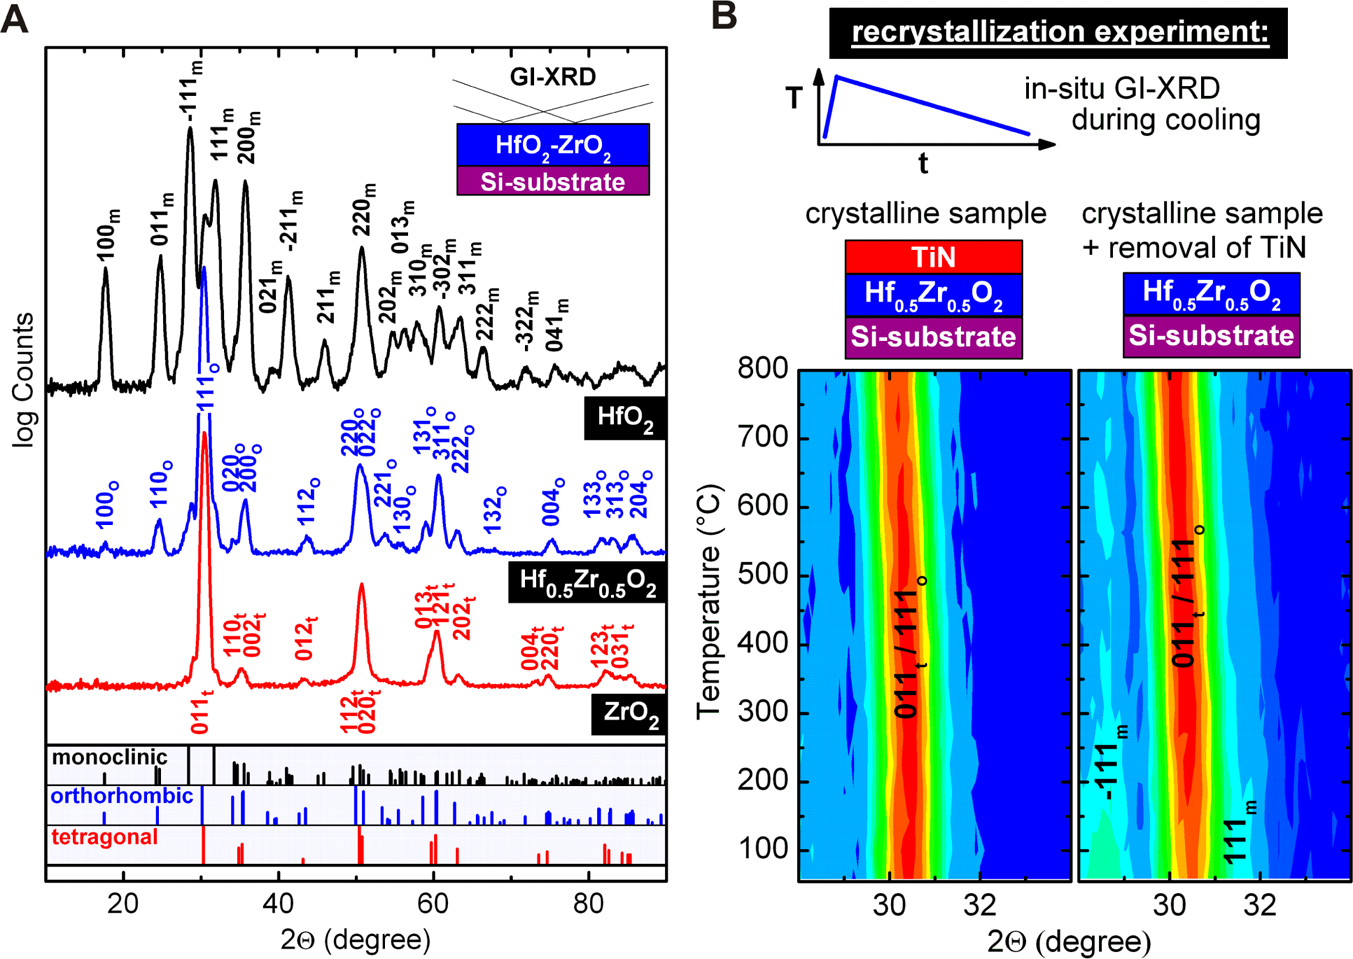 A
GI-XRD
HfO₂-ZrO₂
Si-substrate
100ₘ
011ₘ
-111ₘ
111ₘ
200ₘ
021ₘ
-211ₘ
211ₘ
220ₘ
202ₘ
013ₘ
310ₘ
-302ₘ
311ₘ
222ₘ
-322ₘ
041ₘ
HfO₂
100ₒ
110ₒ
111ₒ
020ₒ
200ₒ
112ₒ
220ₒ
022ₒ
221ₒ
130ₒ
131ₒ
311ₒ
222ₒ
132ₒ
004ₒ
133ₒ
313ₒ
204ₒ
Hf₀.₅Zr₀.₅O₂
011ₜ
110ₜ
002ₜ
012ₜ
112ₜ
020ₜ
013ₜ
121ₜ
202ₜ
004ₜ
220ₜ
123ₜ
031ₜ
ZrO₂
monoclinic
orthorhombic
tetragonal
log Counts
20 40 60 80
2Θ (degree)
B
recrystallization experiment:
T
t
in-situ GI-XRD
during cooling
crystalline sample
TiN
Hf₀.₅Zr₀.₅O₂
Si-substrate
crystalline sample
+ removal of TiN
Hf₀.₅Zr₀.₅O₂
Si-substrate
Temperature (°C)
800
700
600
500
400
300
200
100
011ₜ/111ₒ
011ₜ/111ₒ
-111ₘ
111ₘ
30 32 30 32
2Θ (degree)